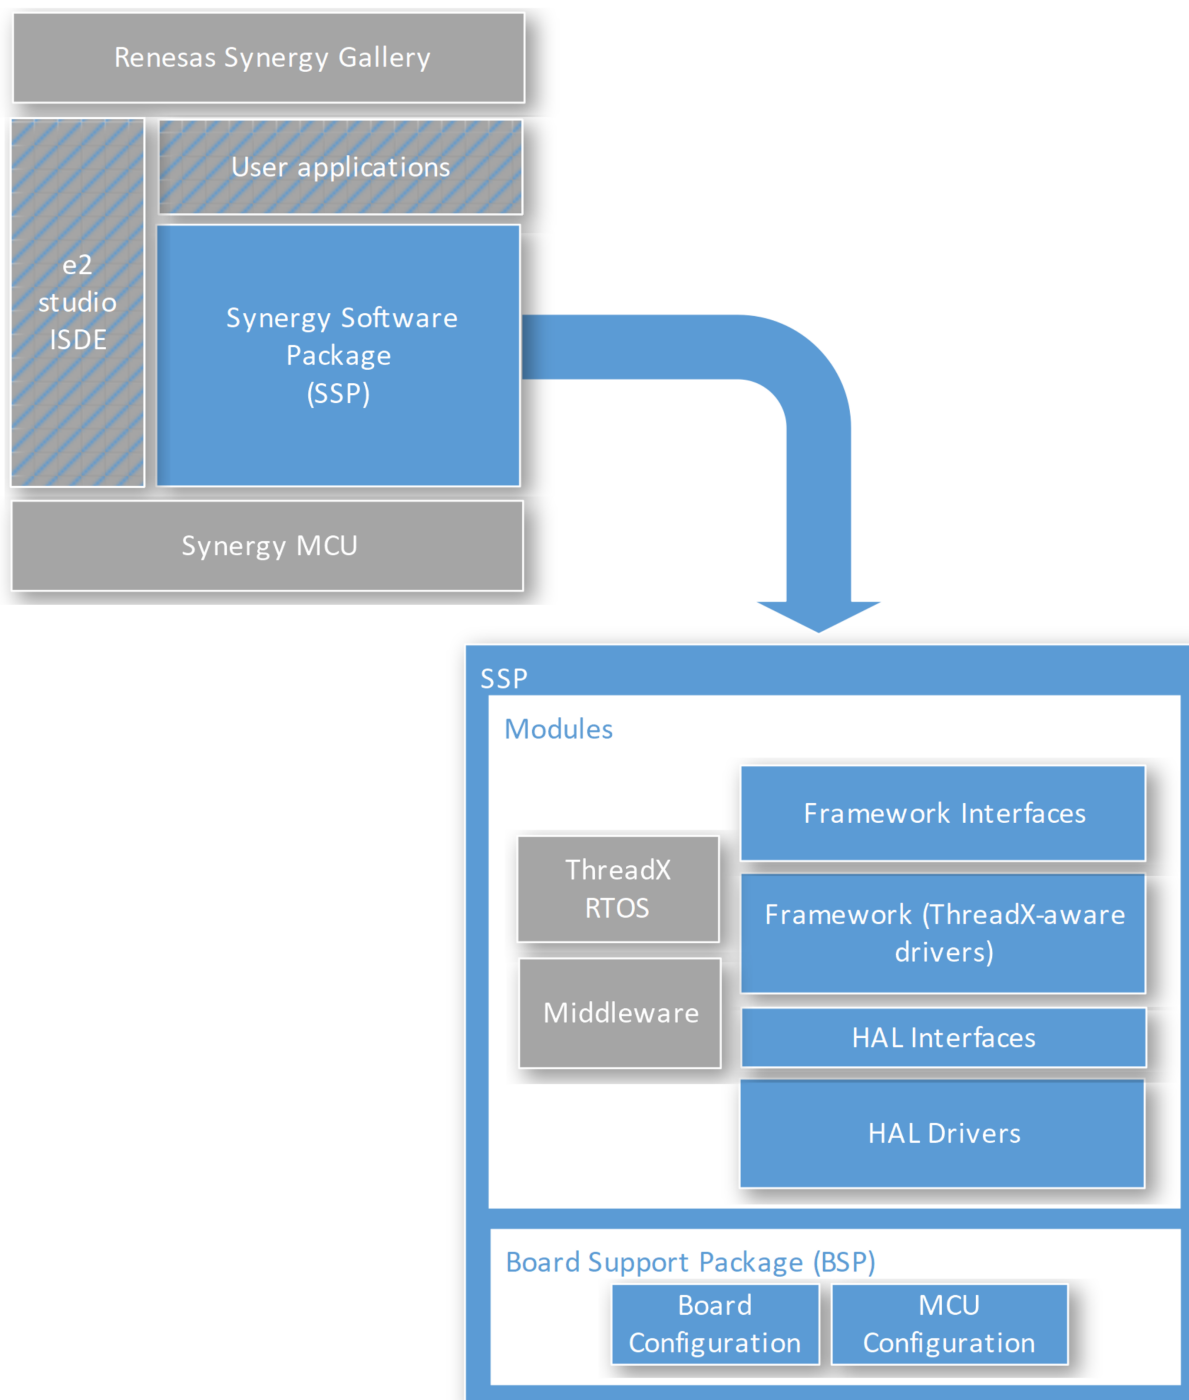 Renesas Synergy Gallery
User applications
e2
studio
ISDE
Synergy Software
Package
(SSP)
Synergy MCU
SSP
Modules
Framework Interfaces
ThreadX
RTOS
Framework (ThreadX-aware
drivers)
Middleware
HAL Interfaces
HAL Drivers
Board Support Package (BSP)
Board
Configuration
MCU
Configuration